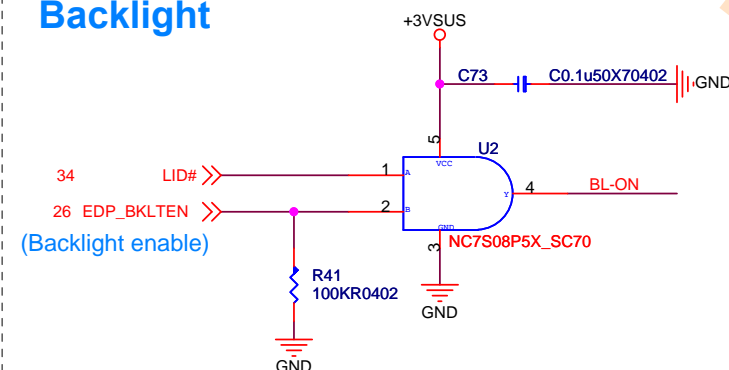 Backlight
+3VSUS
C73
C0.1u50X70402
GND
5
U2
VCC
34
LID#
1
A
26
EDP_BKLTEN
2
B
Y
4
BL-ON
(Backlight enable)
GND
3
NC7S08P5X_SC70
R41
100KR0402
GND
GND